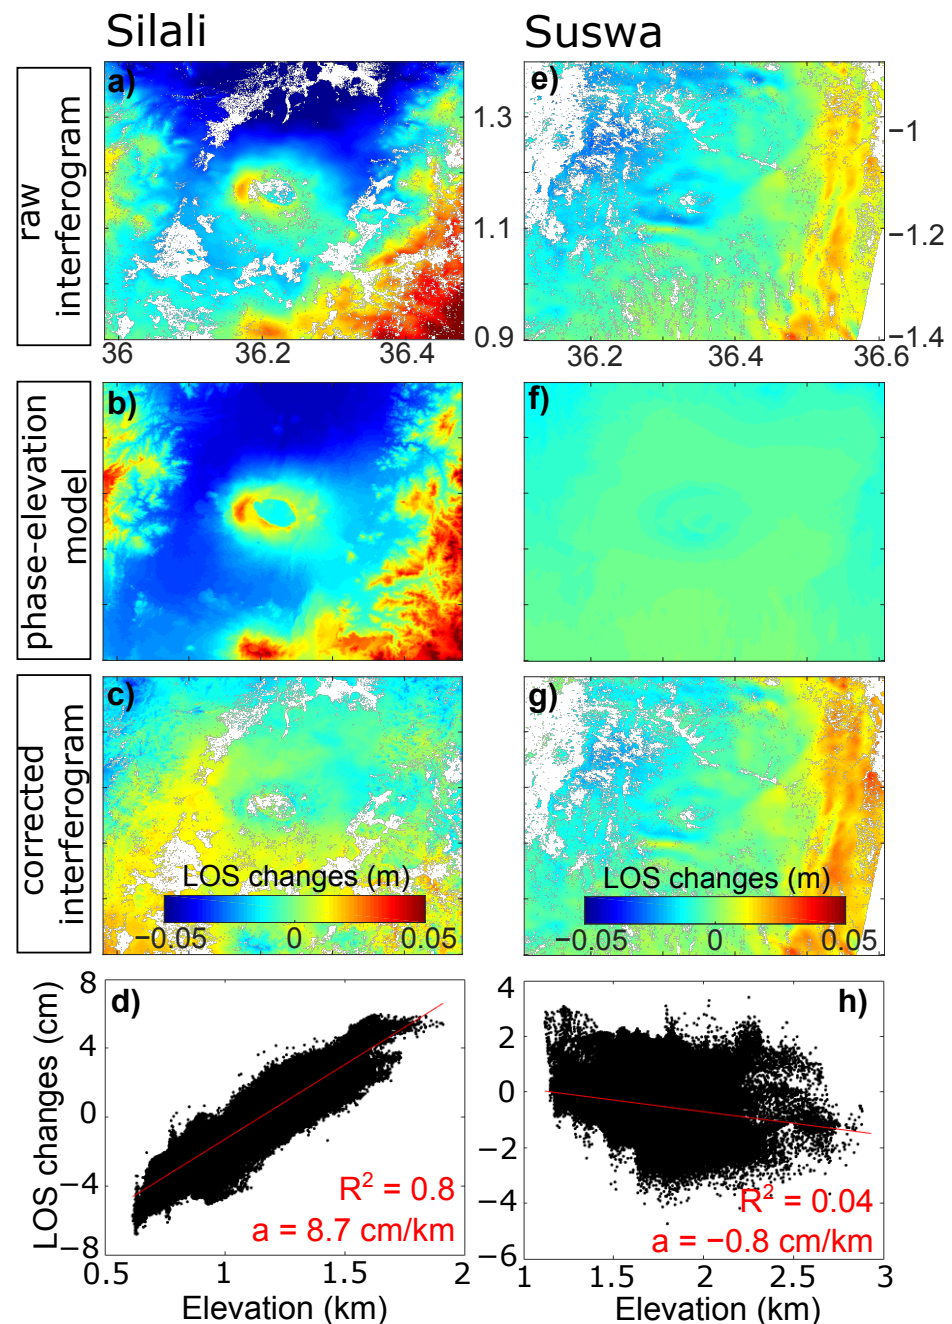 Silali
Suswa
raw
interferogram
a)
1.3
1.1
0.9
36
36.2
36.4
e)
−1
−1.2
−1.4
36.2
36.4
36.6
phase-elevation
model
b)
f)
corrected
interferogram
c)
LOS changes (m)
−0.05
0
0.05
g)
LOS changes (m)
−0.05
0
0.05
LOS changes (cm)
8
4
0
−4
−8
d)
R² = 0.8
a = 8.7 cm/km
0.5
1
1.5
2
Elevation (km)
4
2
0
−2
−4
−6
h)
R² = 0.04
a = −0.8 cm/km
1
1.5
2
2.5
3
Elevation (km)